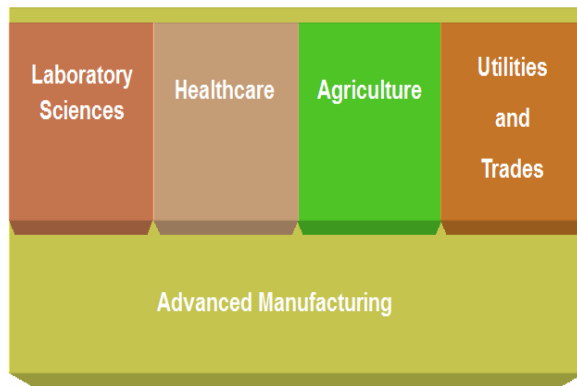 Laboratory
Sciences
Healthcare
Agriculture
Utilities
and
Trades
Advanced Manufacturing